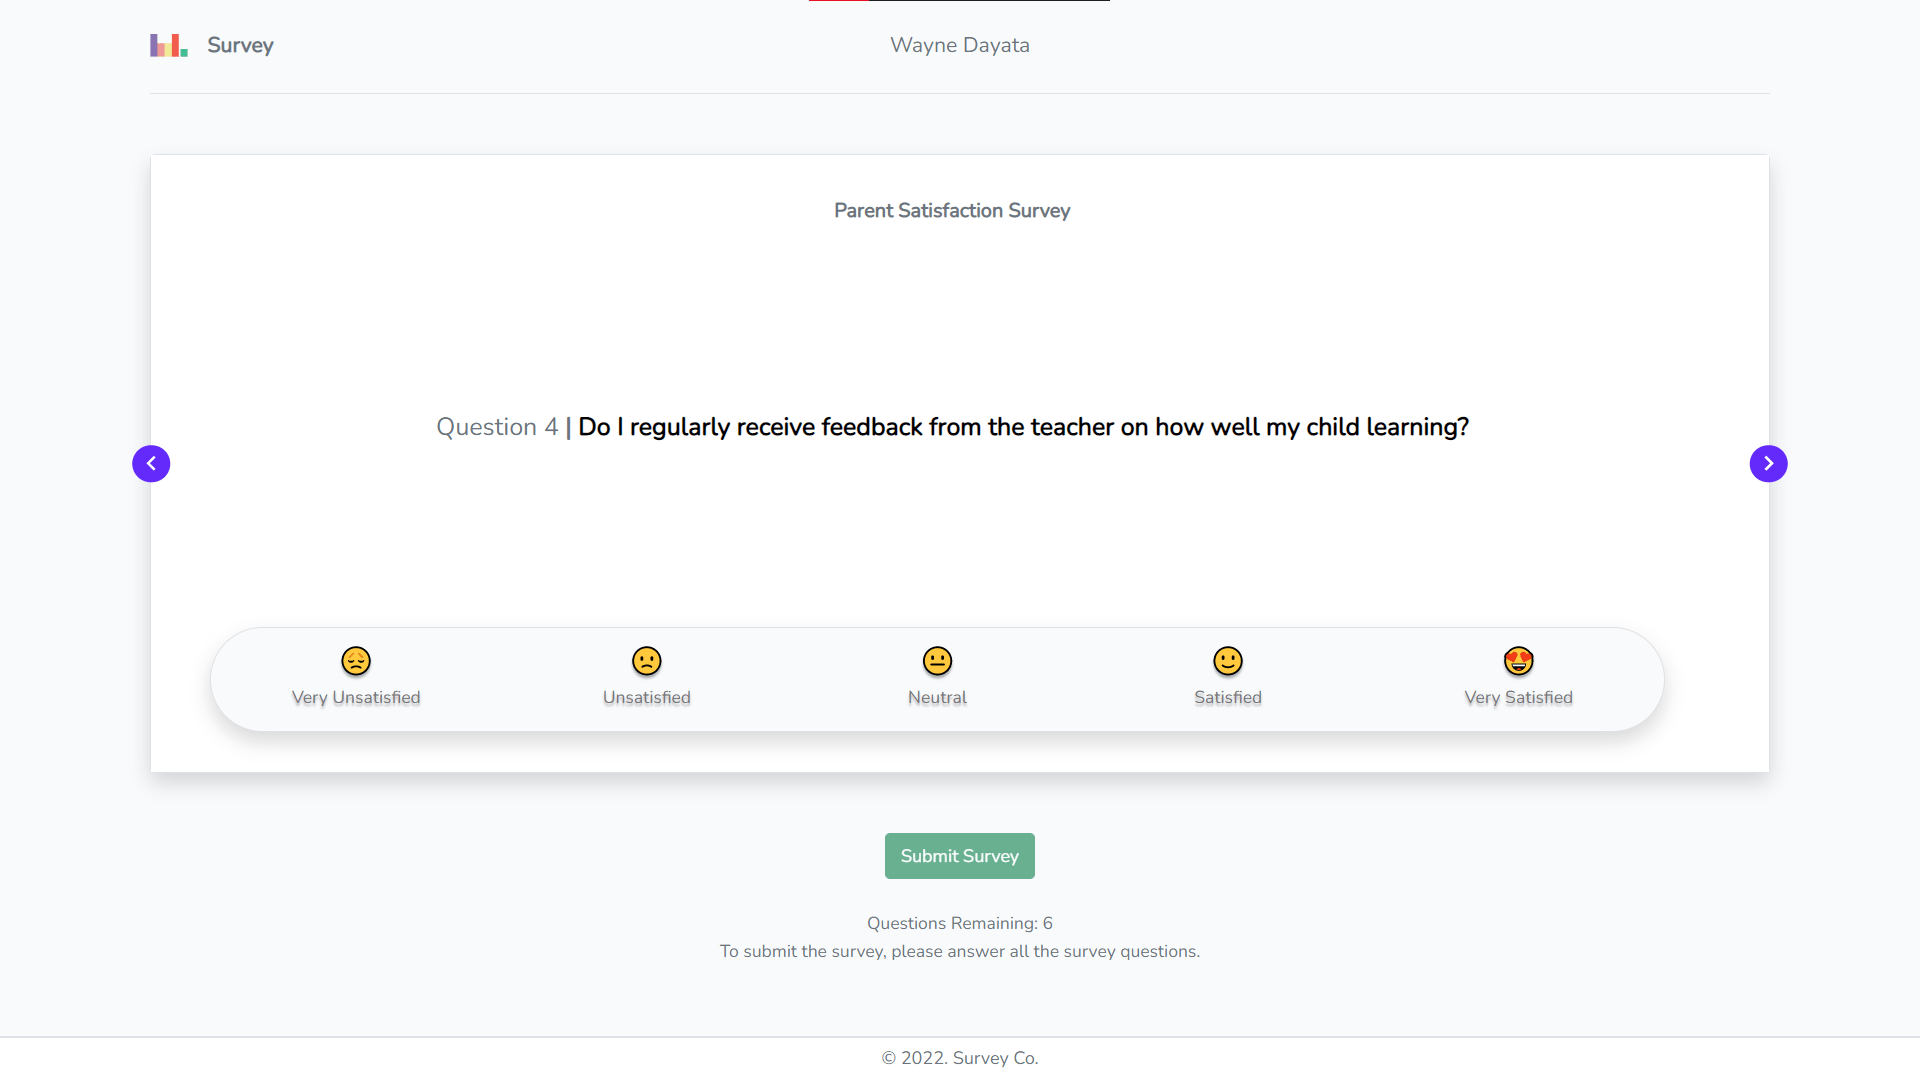 Survey
Wayne Dayata
Parent Satisfaction Survey
Question 4 | Do I regularly receive feedback from the teacher on how well my child learning?
Very Unsatisfied
Unsatisfied
Neutral
Satisfied
Very Satisfied
Submit Survey
Questions Remaining: 6
To submit the survey, please answer all the survey questions.
© 2022. Survey Co.